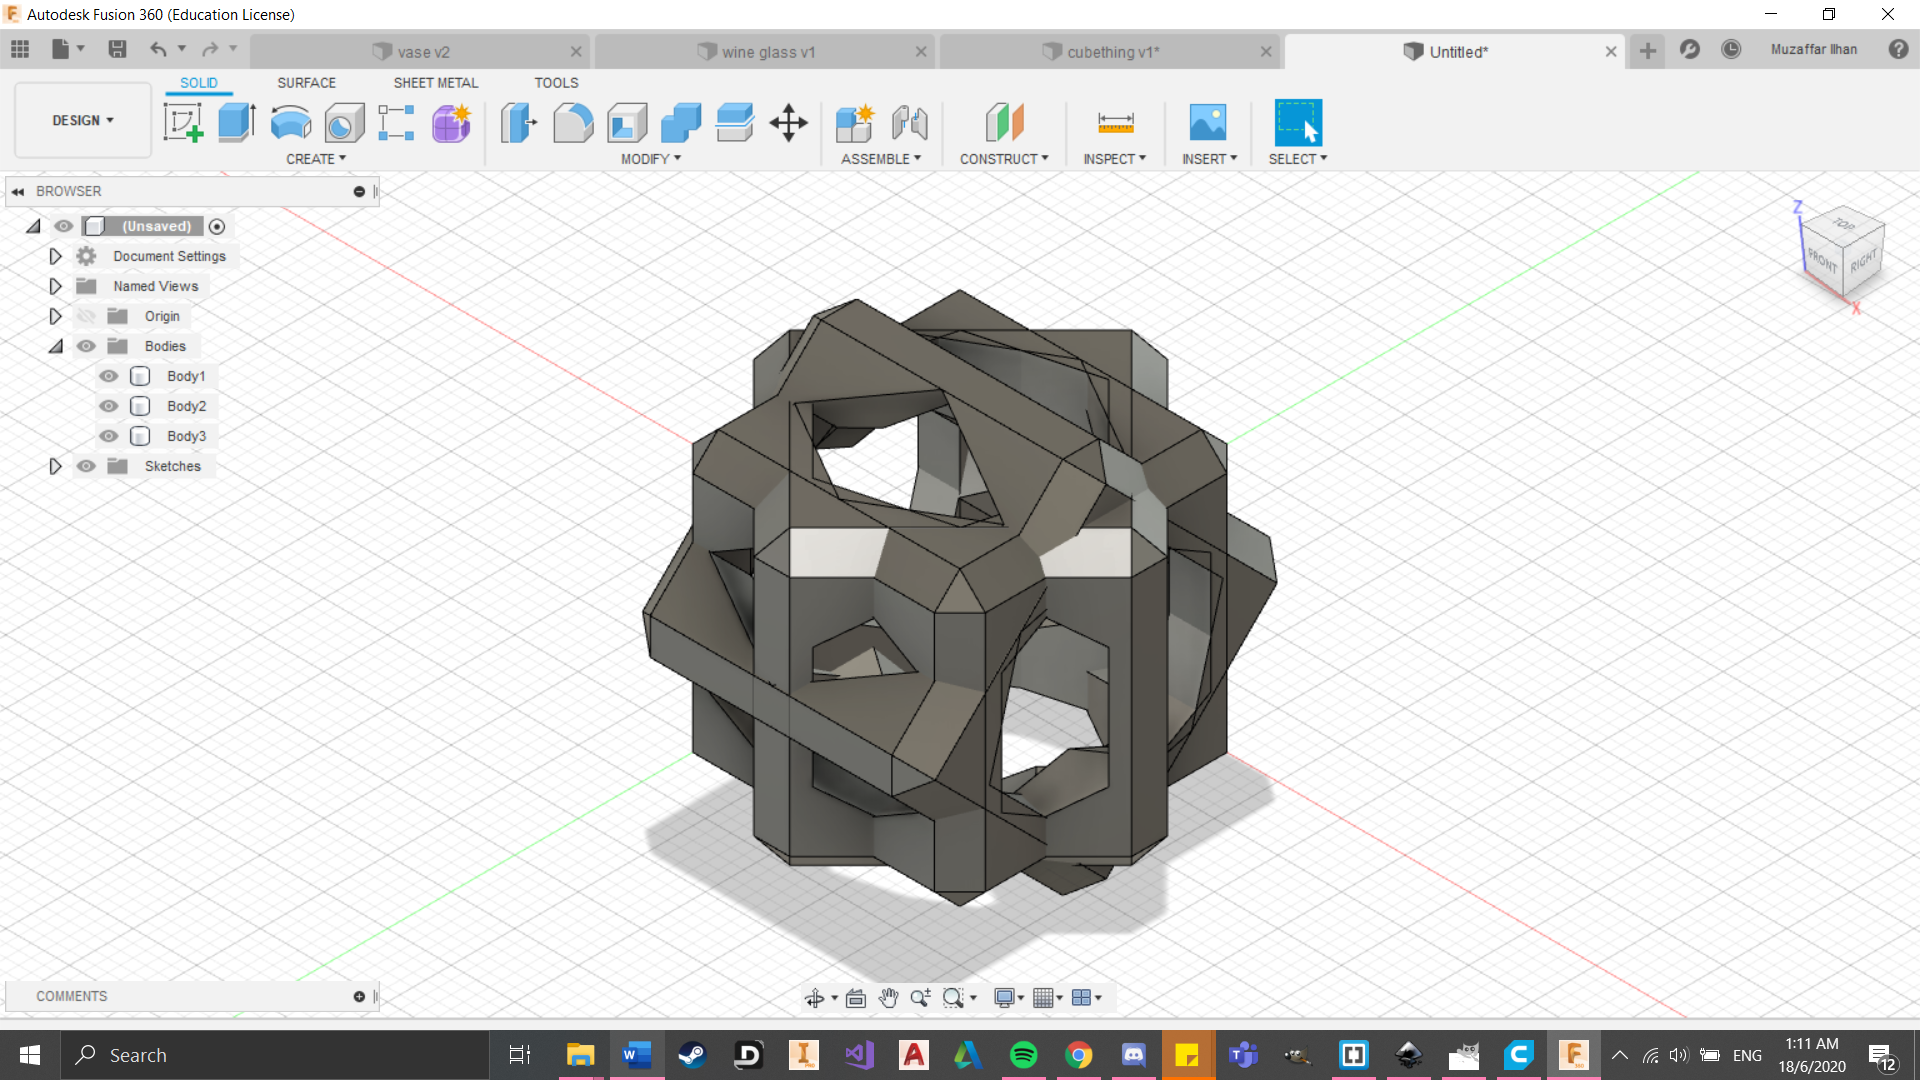 Autodesk Fusion 360 (Education License)
vase v2
wine glass v1
cubething v1*
Untitled*
Muzaffar Ilhan
SOLID
SURFACE
SHEET METAL
TOOLS
DESIGN
CREATE
MODIFY
ASSEMBLE
CONSTRUCT
INSPECT
INSERT
SELECT
BROWSER
(Unsaved)
Document Settings
Named Views
Origin
Bodies
Body1
Body2
Body3
Sketches
Z
TOP
FRONT
RIGHT
X
COMMENTS
Search
ENG
1:11 AM
18/6/2020
12